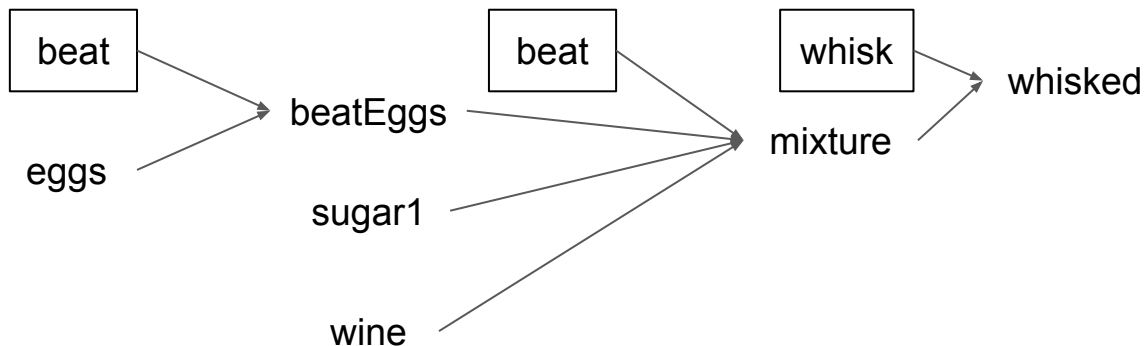 beat
eggs
beatEggs
sugar1
wine
beat
mixture
whisk
whisked